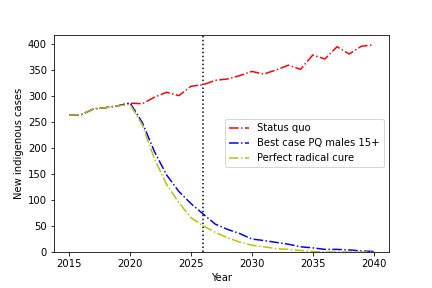 400
350
300
250
200
150
100
50
0
New indigenous cases
Status quo
Best case PQ males 15+
Perfect radical cure
2015 2020 2025 2030 2035 2040
Year